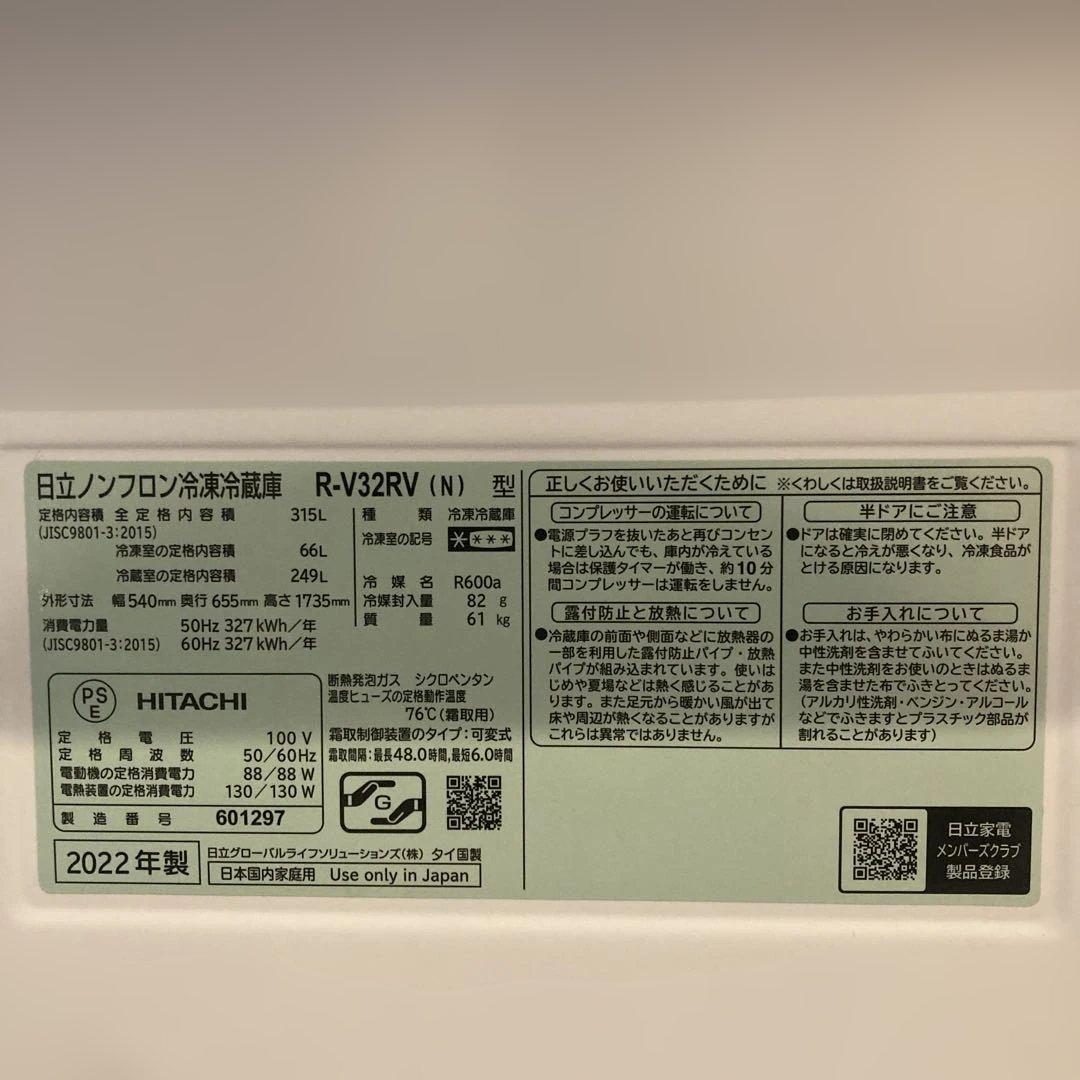 日立ノンフロン冷凍冷蔵庫 R-V32RV (N) 型
定格内容積 全定格内容積 315L
(JISC9801-3:2015)
冷凍室の定格内容積 66L
冷蔵室の定格内容積 249L
外形寸法 幅540mm 奥行655mm 高さ1735mm
消費電力量 50Hz 327kWh/年
(JISC9801-3:2015) 60Hz 327kWh/年
種類 冷凍冷蔵庫
冷凍室の記号 ****
冷媒名 R600a
冷媒封入量 82g
質量 61kg
PSE HITACHI
定格電圧 100V
定格周波数 50/60Hz
電動機の定格消費電力 88/88W
電熱装置の定格消費電力 130/130W
製造番号 601297
断熱発泡ガス シクロペンタン
温度ヒューズの定格動作温度
76℃(霜取用)
霜取制御装置のタイプ:可変式
霜取間隔:最長48.0時間,最短6.0時間
G
2022年製
日立グローバルライフソリューションズ(株) タイ国製
日本国内家庭用 Use only in Japan
正しくお使いいただくために ※くわしくは取扱説明書をご覧ください。
コンプレッサーの運転について
●電源プラフを抜いたあと再びコンセン
トに差し込んでも、庫内が冷えている
場合は保護タイマーが働き、約10分
間コンプレッサーは運転をしません。
露付防止と放熱について
●冷蔵庫の前面や側面などに放熱器の
一部を利用した露付防止パイプ・放熱
パイプが組み込まれています。使いは
じめや夏場などは熱く感じることがあ
ります。また足元から暖かい風が出て
床や周辺が熱くなることがありますが
これらは異常ではありません。
半ドアにご注意
●ドアは確実に閉めてください。半ドア
になると冷えが悪くなり、冷凍食品が
とける原因になります。
お手入れについて
●お手入れは、やわらかい布にぬるま湯か
中性洗剤を含ませてふいてください。
また中性洗剤をお使いのときはぬるま
湯を含ませた布でふきとってください。
(アルカリ性洗剤・ベンジン・アルコール
などでふきますとプラスチック部品が
割れることがあります)
日立家電
メンバーズクラブ
製品登録